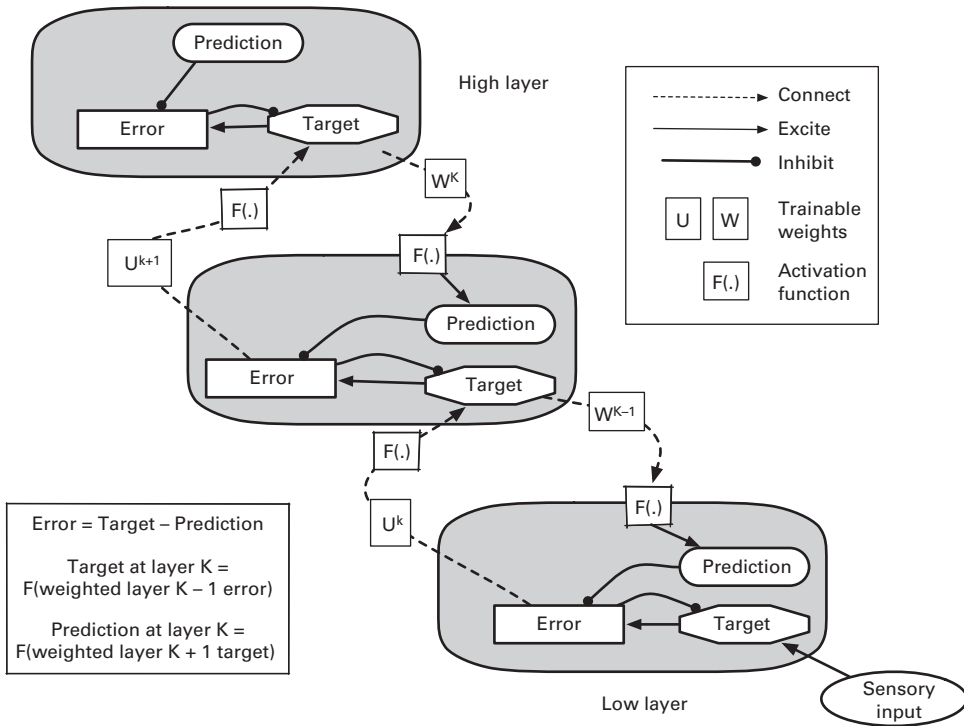 Prediction
Error
Target
High layer
Connect
Excite
Inhibit
U W Trainable
weights
F(.) Activation
function
W^K
F(.)
F(.)
U^{k+1}
Prediction
Error
Target
W^{K–1}
F(.)
F(.)
U^k
Prediction
Error
Target
Error = Target – Prediction
Target at layer K =
F(weighted layer K – 1 error)
Prediction at layer K =
F(weighted layer K + 1 target)
Low layer
Sensory
input